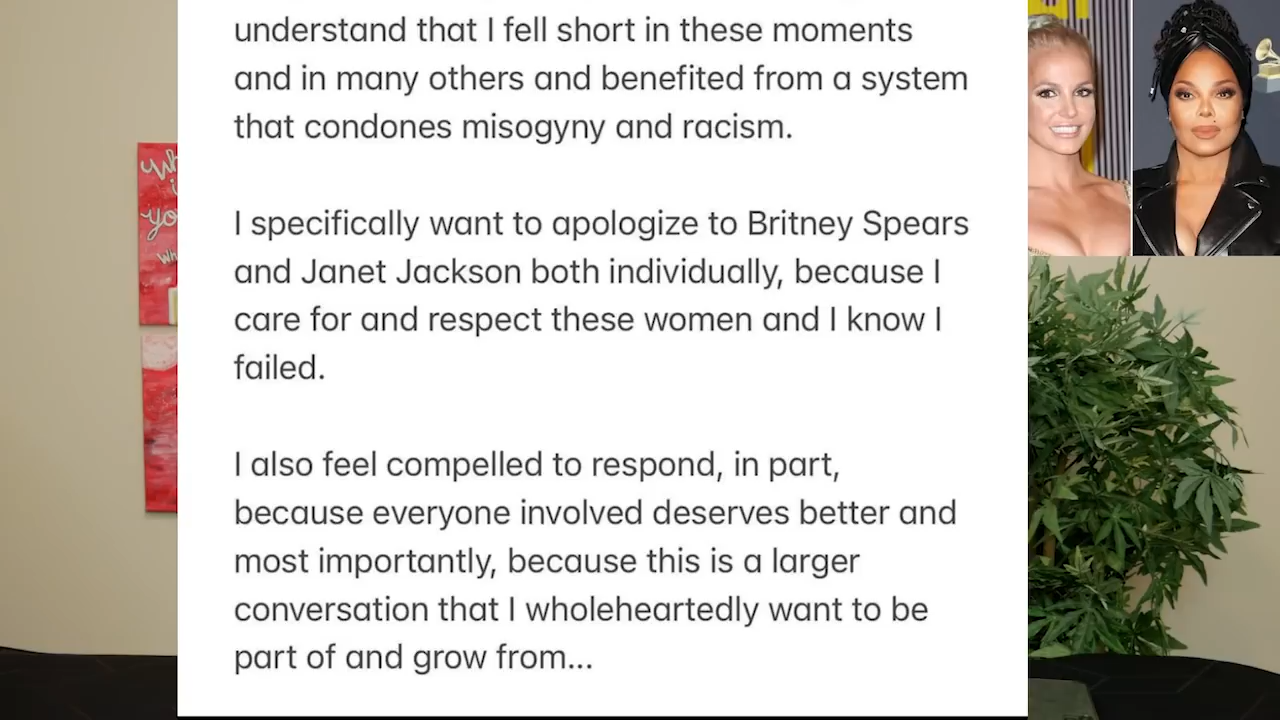 understand that I fell short in these moments
and in many others and benefited from a system
that condones misogyny and racism.
I specifically want to apologize to Britney Spears
and Janet Jackson both individually, because I
care for and respect these women and I know I
failed.
I also feel compelled to respond, in part,
because everyone involved deserves better and
most importantly, because this is a larger
conversation that I wholeheartedly want to be
part of and grow from...